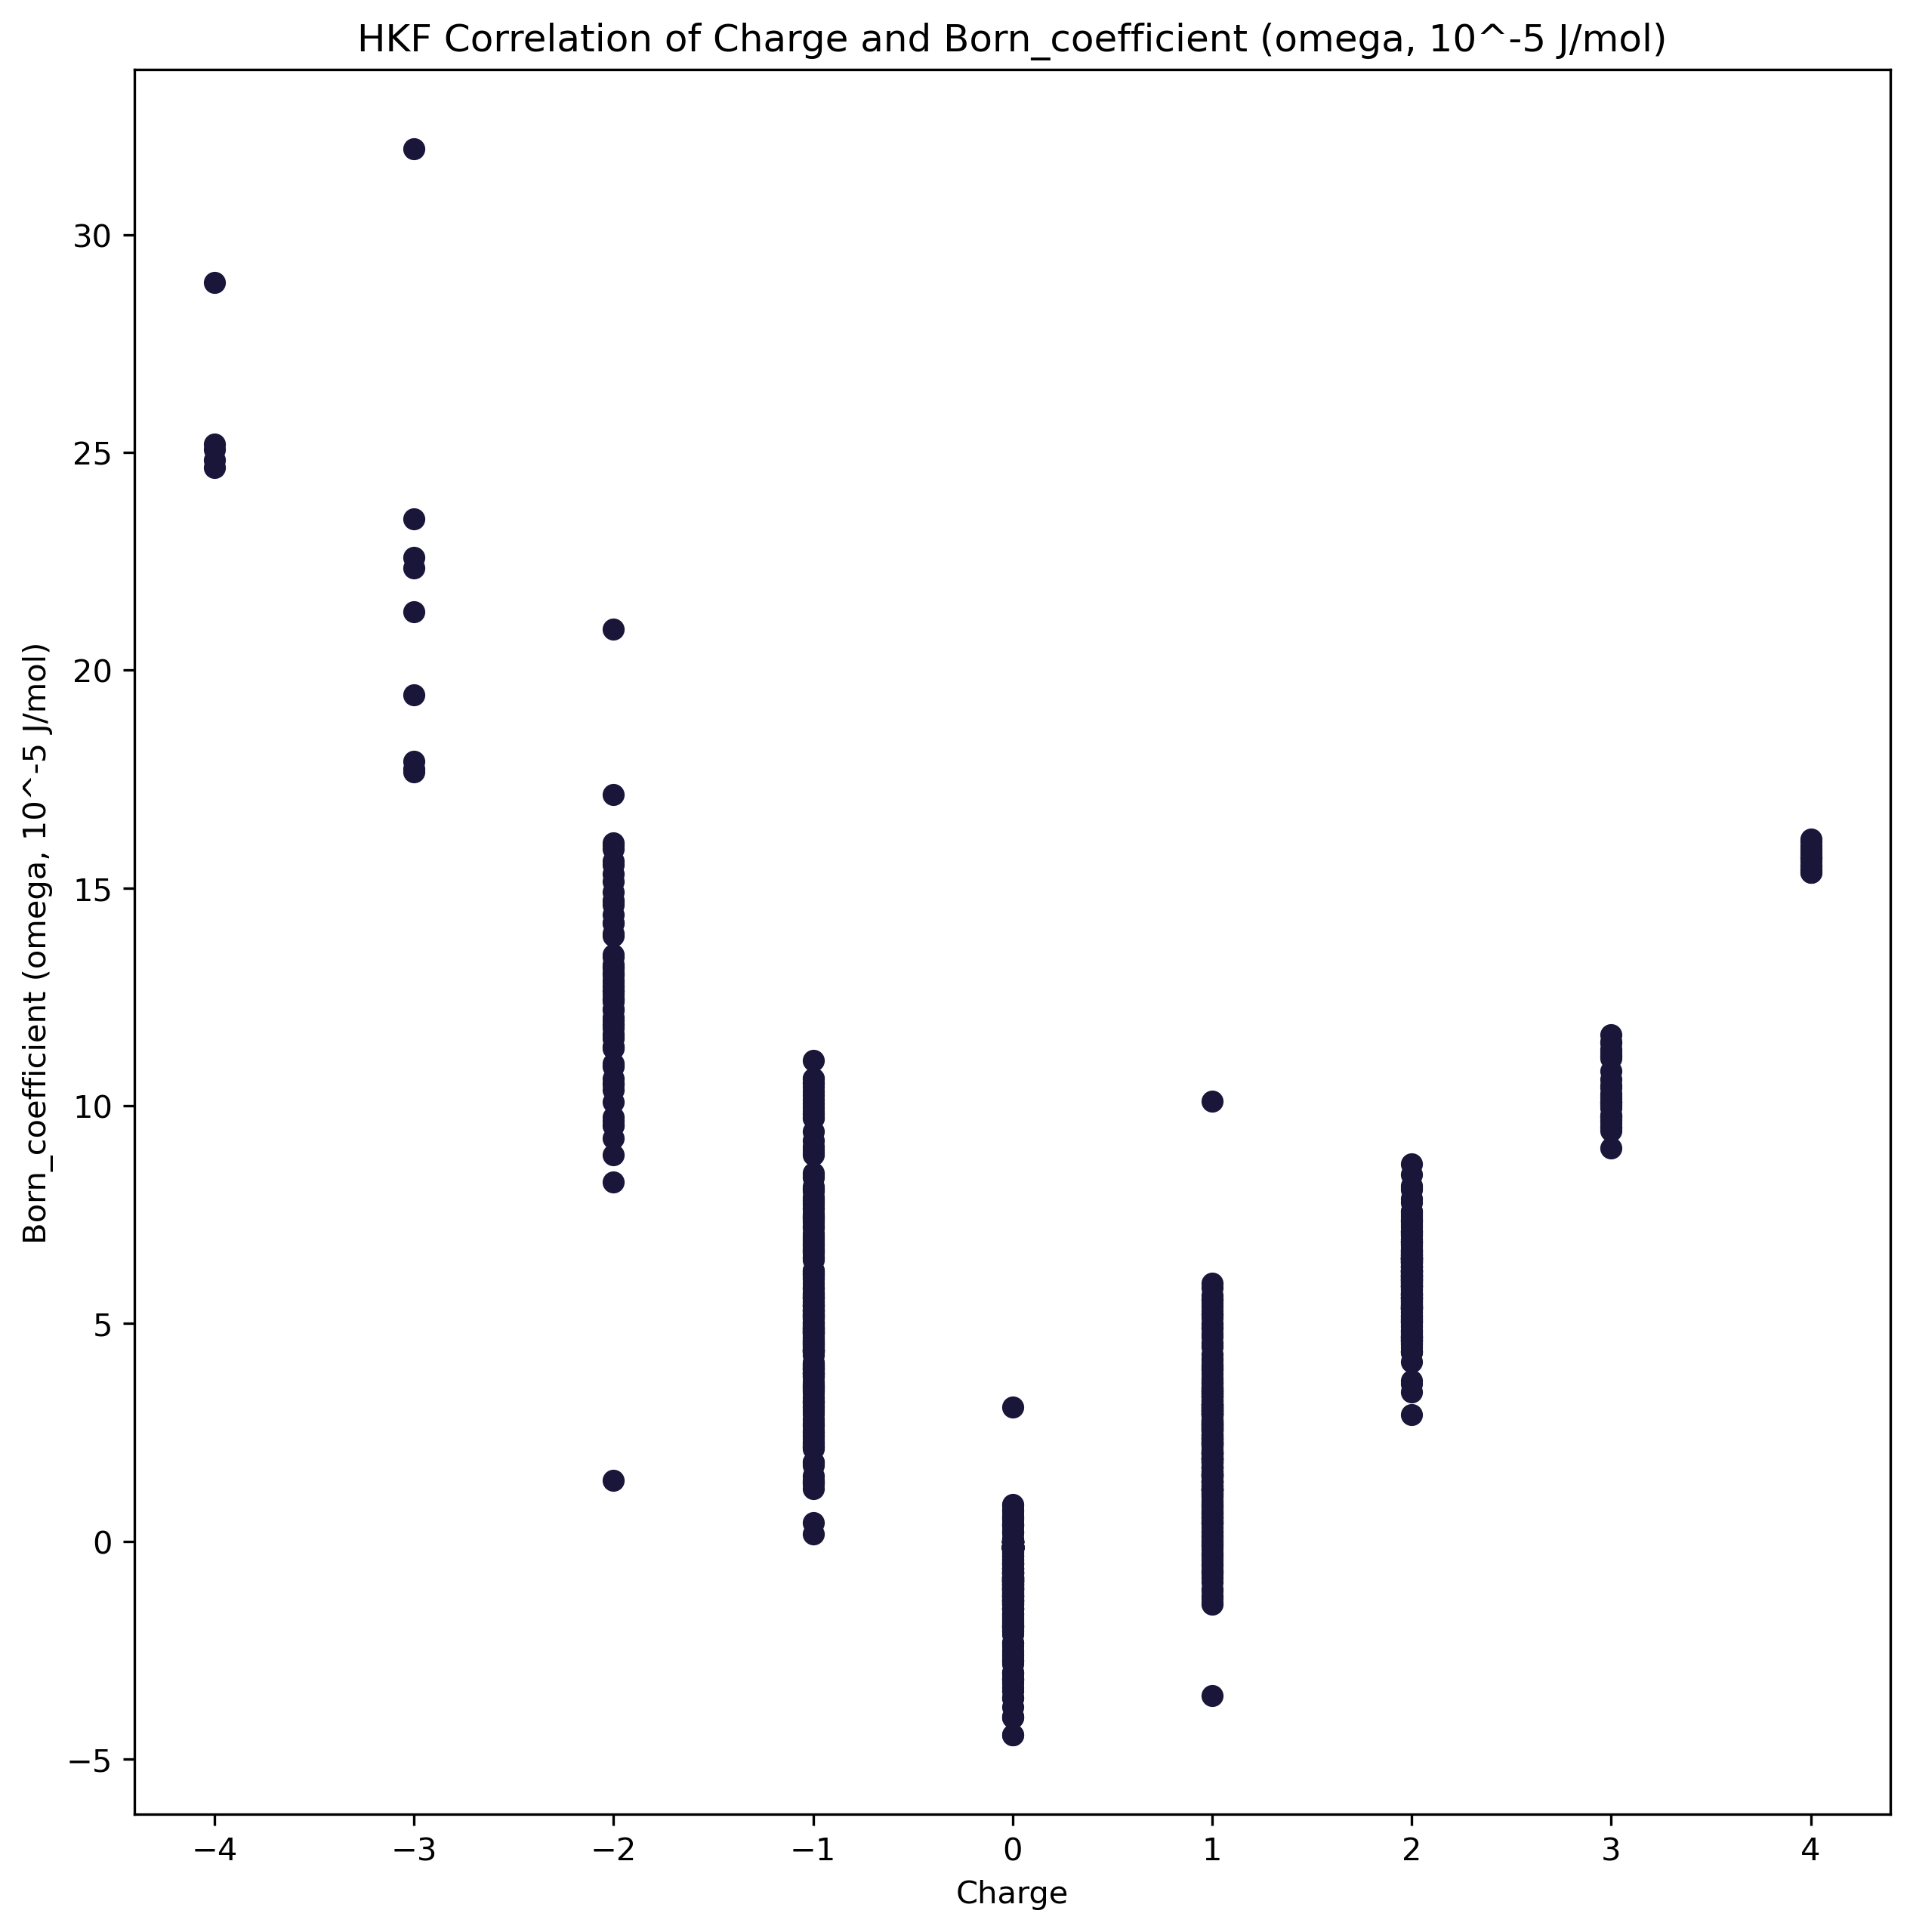 HKF Correlation of Charge and Born_coefficient (omega, 10^-5 J/mol)
Born_coefficient (omega, 10^-5 J/mol)
30
25
20
15
10
5
0
−5
−4 −3 −2 −1 0 1 2 3 4
Charge